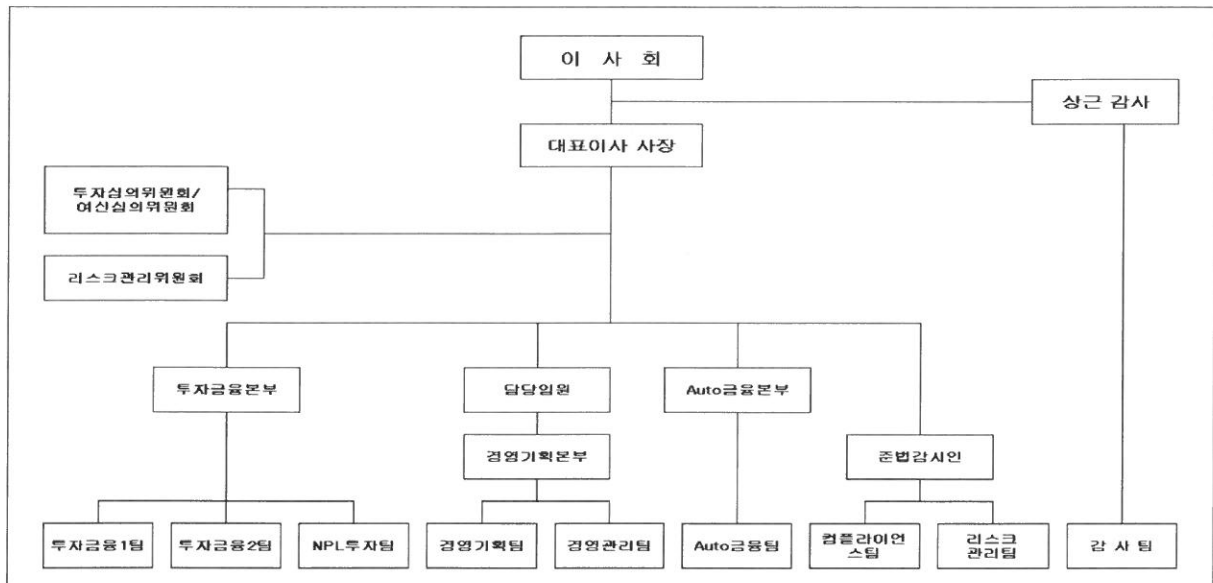 이 사 회
상근 감사
대표이사 사장
투자심의위원회/
여신심의위원회
리스크관리위원회
투자금융본부
담당임원
Auto금융본부
경영기획본부
준법감시인
투자금융1팀
투자금융2팀
NPL투자팀
경영기획팀
경영관리팀
Auto금융팀
컴플라이언
스팀
리스크
관리팀
감 사 팀